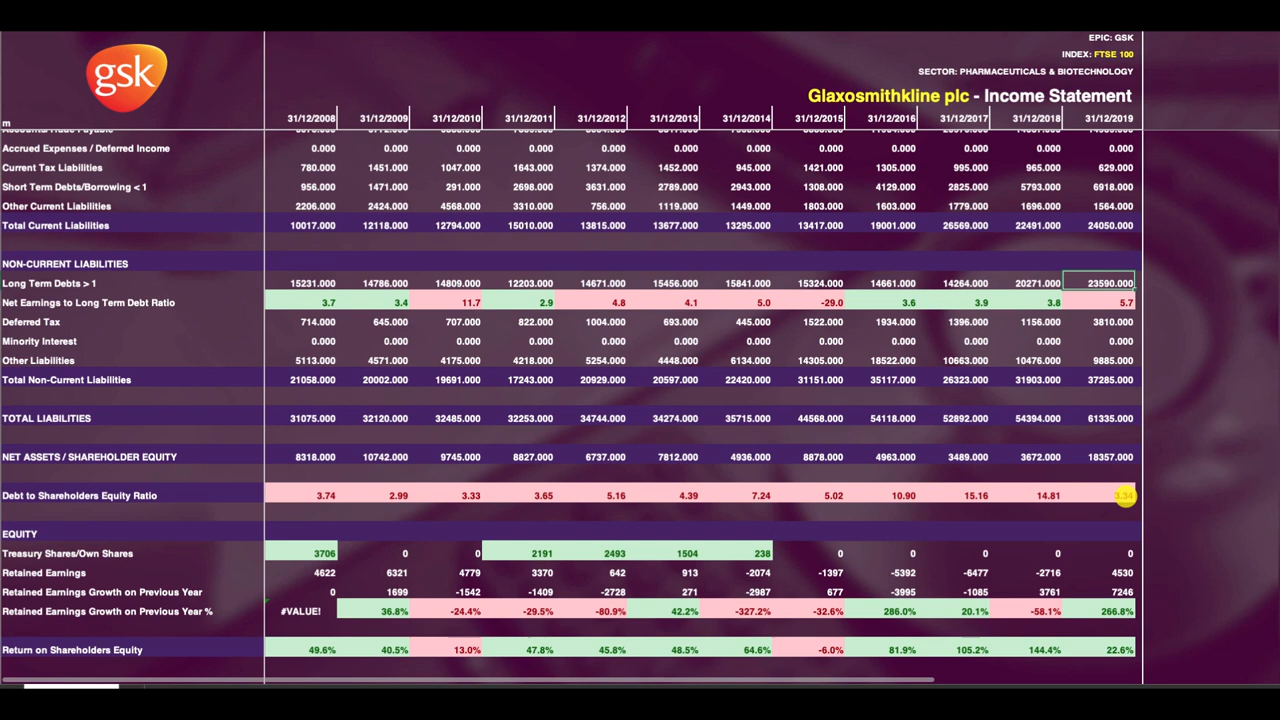 gsk
EPIC: GSK
INDEX: FTSE 100
SECTOR: PHARMACEUTICALS & BIOTECHNOLOGY
Glaxosmithkline plc - Income Statement
m 31/12/2008 31/12/2009 31/12/2010 31/12/2011 31/12/2012 31/12/2013 31/12/2014 31/12/2015 31/12/2016 31/12/2017 31/12/2018 31/12/2019
Accrued Expenses / Deferred Income 0.000 0.000 0.000 0.000 0.000 0.000 0.000 0.000 0.000 0.000 0.000 0.000
Current Tax Liabilities 780.000 1451.000 1047.000 1643.000 1374.000 1452.000 945.000 1421.000 1305.000 995.000 965.000 629.000
Short Term Debts/Borrowing < 1 956.000 1471.000 291.000 2698.000 3631.000 2789.000 2943.000 1308.000 4129.000 2825.000 5793.000 6918.000
Other Current Liabilities 2206.000 2424.000 4568.000 3310.000 756.000 1119.000 1449.000 1803.000 1603.000 1779.000 1696.000 1564.000
Total Current Liabilities 10017.000 12118.000 12794.000 15010.000 13815.000 13677.000 13295.000 13417.000 19001.000 26569.000 22491.000 24050.000
NON-CURRENT LIABILITIES
Long Term Debts > 1 15231.000 14786.000 14809.000 12203.000 14671.000 15456.000 15841.000 15324.000 14661.000 14264.000 20271.000 23590.000
Net Earnings to Long Term Debt Ratio 3.7 3.4 11.7 2.9 4.8 4.1 5.0 -29.0 3.6 3.9 3.8 5.7
Deferred Tax 714.000 645.000 707.000 822.000 1004.000 693.000 445.000 1522.000 1934.000 1396.000 1156.000 3810.000
Minority Interest 0.000 0.000 0.000 0.000 0.000 0.000 0.000 0.000 0.000 0.000 0.000 0.000
Other Liabilities 5113.000 4571.000 4175.000 4218.000 5254.000 4448.000 6134.000 14305.000 18522.000 10663.000 10476.000 9885.000
Total Non-Current Liabilities 21058.000 20002.000 19691.000 17243.000 20929.000 20597.000 22420.000 31151.000 35117.000 26323.000 31903.000 37285.000
TOTAL LIABILITIES 31075.000 32120.000 32485.000 32253.000 34744.000 34274.000 35715.000 44568.000 54118.000 52892.000 54394.000 61335.000
NET ASSETS / SHAREHOLDER EQUITY 8318.000 10742.000 9745.000 8827.000 6737.000 7812.000 4936.000 8878.000 4963.000 3489.000 3672.000 18357.000
Debt to Shareholders Equity Ratio 3.74 2.99 3.33 3.65 5.16 4.39 7.24 5.02 10.90 15.16 14.81 3.34
EQUITY
Treasury Shares/Own Shares 3706 0 0 2191 2493 1504 238 0 0 0 0 0
Retained Earnings 4622 6321 4779 3370 642 913 -2074 -1397 -5392 -6477 -2716 4530
Retained Earnings Growth on Previous Year 0 1699 -1542 -1409 -2728 271 -2987 677 -3995 -1085 3761 7246
Retained Earnings Growth on Previous Year % #VALUE! 36.8% -24.4% -29.5% -80.9% 42.2% -327.2% -32.6% 286.0% 20.1% -58.1% 266.8%
Return on Shareholders Equity 49.6% 40.5% 13.0% 47.8% 45.8% 48.5% 64.6% -6.0% 81.9% 105.2% 144.4% 22.6%